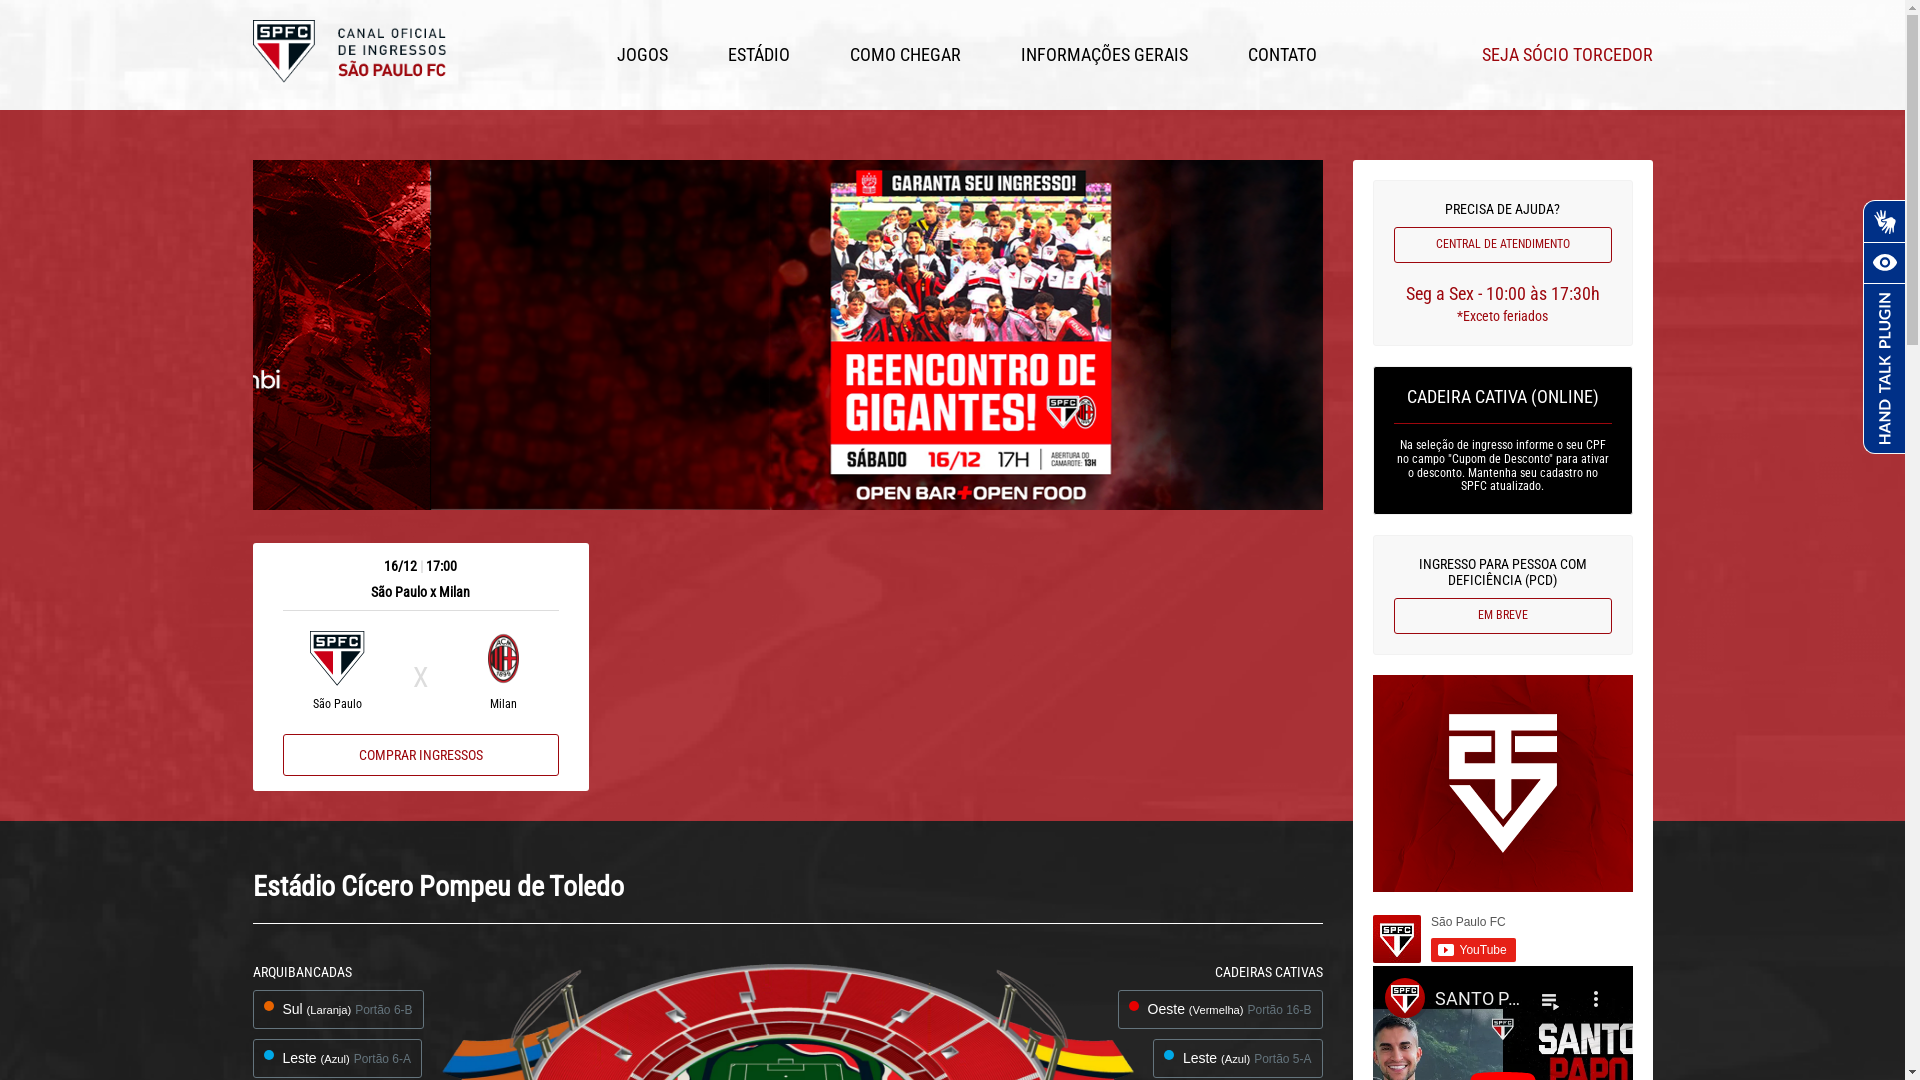 SPFC
CANAL OFICIAL
DE INGRESSOS
SÃO PAULO FC
JOGOS
ESTÁDIO
COMO CHEGAR
INFORMAÇÕES GERAIS
CONTATO
SEJA SÓCIO TORCEDOR
nbi
GARANTA SEU INGRESSO!
REENCONTRO DE
GIGANTES!
SPFC
SÁBADO 16/12 17H
ABERTURA DO
CAMAROTE: 13H
OPEN BAR+OPEN FOOD
16/12 | 17:00
São Paulo x Milan
SPFC
X
São Paulo
Milan
COMPRAR INGRESSOS
PRECISA DE AJUDA?
CENTRAL DE ATENDIMENTO
Seg a Sex - 10:00 às 17:30h
*Exceto feriados
CADEIRA CATIVA (ONLINE)
Na seleção de ingresso informe o seu CPF
no campo "Cupom de Desconto" para ativar
o desconto. Mantenha seu cadastro no
SPFC atualizado.
INGRESSO PARA PESSOA COM
DEFICIÊNCIA (PCD)
EM BREVE
HAND TALK PLUGIN
SPFC
São Paulo FC
YouTube
SANTO P...
SANTO
PAPO
Estádio Cícero Pompeu de Toledo
ARQUIBANCADAS
Sul (Laranja) Portão 6-B
Leste (Azul) Portão 6-A
CADEIRAS CATIVAS
Oeste (Vermelha) Portão 16-B
Leste (Azul) Portão 5-A